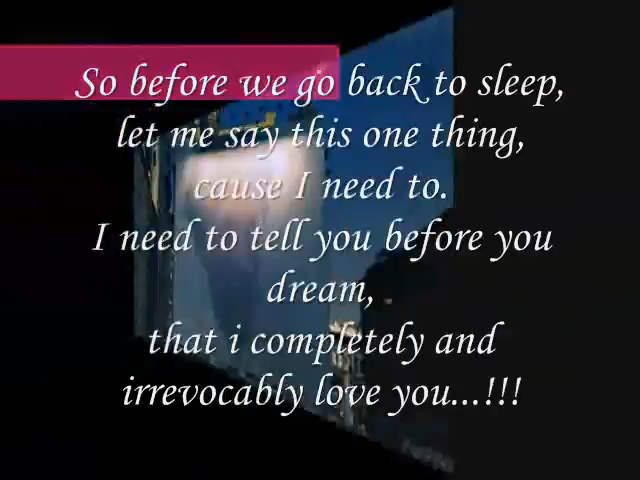 So before we go back to sleep,
let me say this one thing,
cause I need to.
I need to tell you before you
dream,
that i completely and
irrevocably love you...!!!